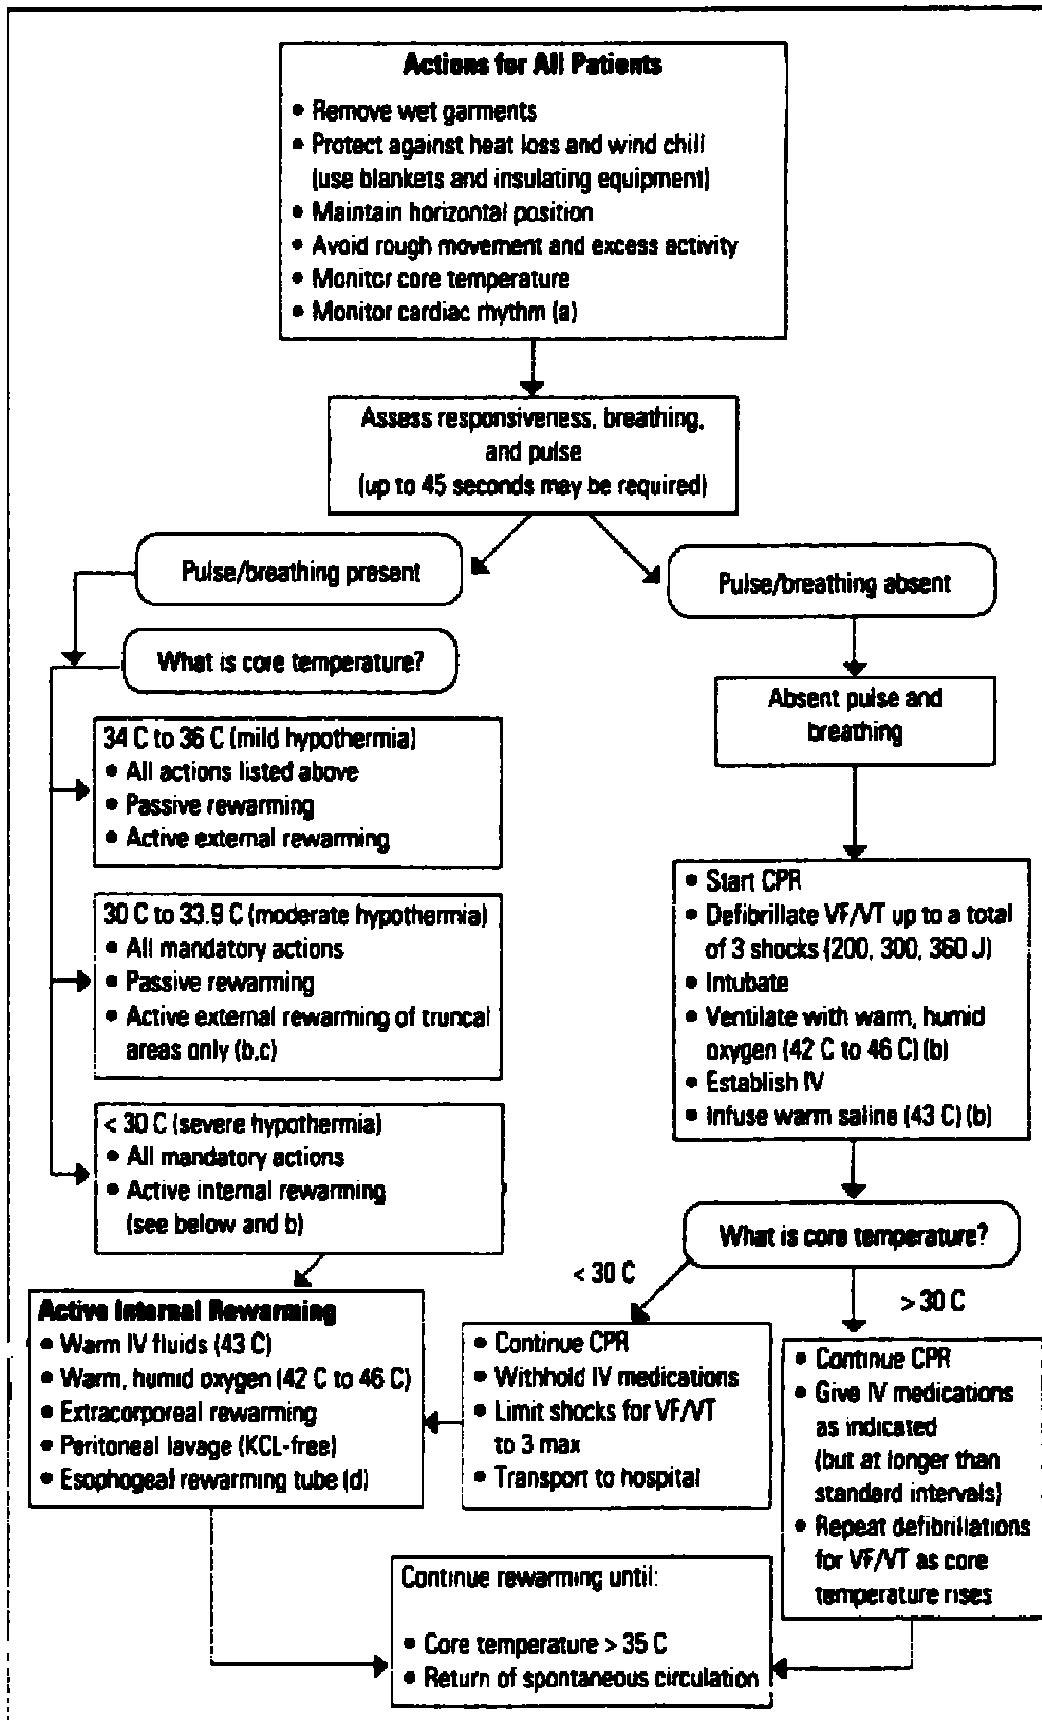 Actions for All Patients
• Remove wet garments
• Protect against heat loss and wind chill
(use blankets and insulating equipment)
• Maintain horizontal position
• Avoid rough movement and excess activity
• Monitor core temperature
• Monitor cardiac rhythm (a)
Assess responsiveness, breathing,
and pulse
(up to 45 seconds may be required)
Pulse/breathing present
Pulse/breathing absent
What is core temperature?
34 C to 36 C (mild hypothermia)
• All actions listed above
• Passive rewarming
• Active external rewarming
30 C to 33.9 C (moderate hypothermia)
• All mandatory actions
• Passive rewarming
• Active external rewarming of truncal
areas only (b,c)
< 30 C (severe hypothermia)
• All mandatory actions
• Active internal rewarming
(see below and b)
Active Internal Rewarming
• Warm IV fluids (43 C)
• Warm, humid oxygen (42 C to 46 C)
• Extracorporeal rewarming
• Peritoneal lavage (KCL-free)
• Esophogeal rewarming tube (d)
Absent pulse and
breathing
• Start CPR
• Defibrillate VF/VT up to a total
of 3 shocks (200, 300, 360 J)
• Intubate
• Ventilate with warm, humid
oxygen (42 C to 46 C) (b)
• Establish IV
• Infuse warm saline (43 C) (b)
What is core temperature?
< 30 C
> 30 C
• Continue CPR
• Withhold IV medications
• Limit shocks for VF/VT
to 3 max
• Transport to hospital
• Continue CPR
• Give IV medications
as indicated
(but at longer than
standard intervals)
• Repeat defibrillations
for VF/VT as core
temperature rises
Continue rewarming until:
• Core temperature > 35 C
• Return of spontaneous circulation